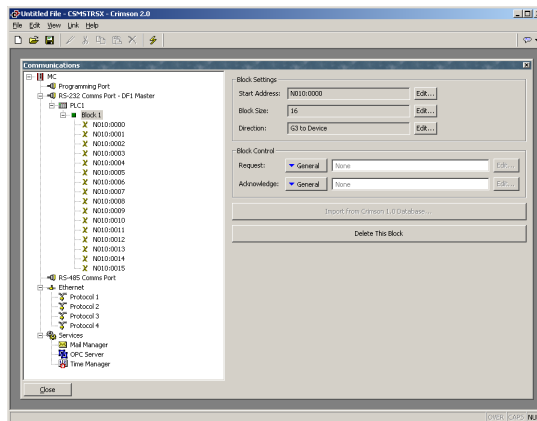 Untitled File - CSMSTRSX - Crimson 2.0
File Edit View Link Help
Communications
MC
Programming Port
RS-232 Comms Port - DF1 Master
PLC1
Block 1
N010:0000
N010:0001
N010:0002
N010:0003
N010:0004
N010:0005
N010:0006
N010:0007
N010:0008
N010:0009
N010:0010
N010:0011
N010:0012
N010:0013
N010:0014
N010:0015
RS-485 Comms Port
Ethernet
Protocol 1
Protocol 2
Protocol 3
Protocol 4
Services
Mail Manager
OPC Server
Time Manager
Block Settings
Start Address: N010:0000 Edit...
Block Size: 16 Edit...
Direction: G3 to Device Edit...
Block Control
Request: General None Edit...
Acknowledge: General None Edit...
Import from Crimson 1.0 Database...
Delete This Block
Close
OVER CAPS NU